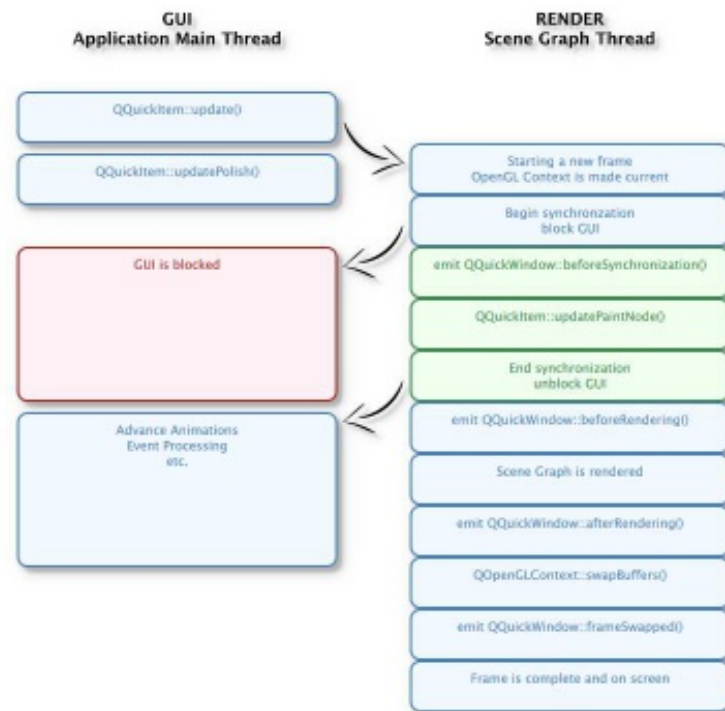 GUI
Application Main Thread
RENDER
Scene Graph Thread
QQuickItem::update()
QQuickItem::updatePolish()
GUI is blocked
Advance Animations
Event Processing
etc.
Starting a new frame
OpenGL Context is made current
Begin synchronzation
block GUI
emit QQuickWindow::beforeSynchronization()
QQuickItem::updatePaintNode()
End synchronization
unblock GUI
emit QQuickWindow::beforeRendering()
Scene Graph is rendered
emit QQuickWindow::afterRendering()
QOpenGLContext::swapBuffers()
emit QQuickWindow::frameSwapped()
Frame is complete and on screen